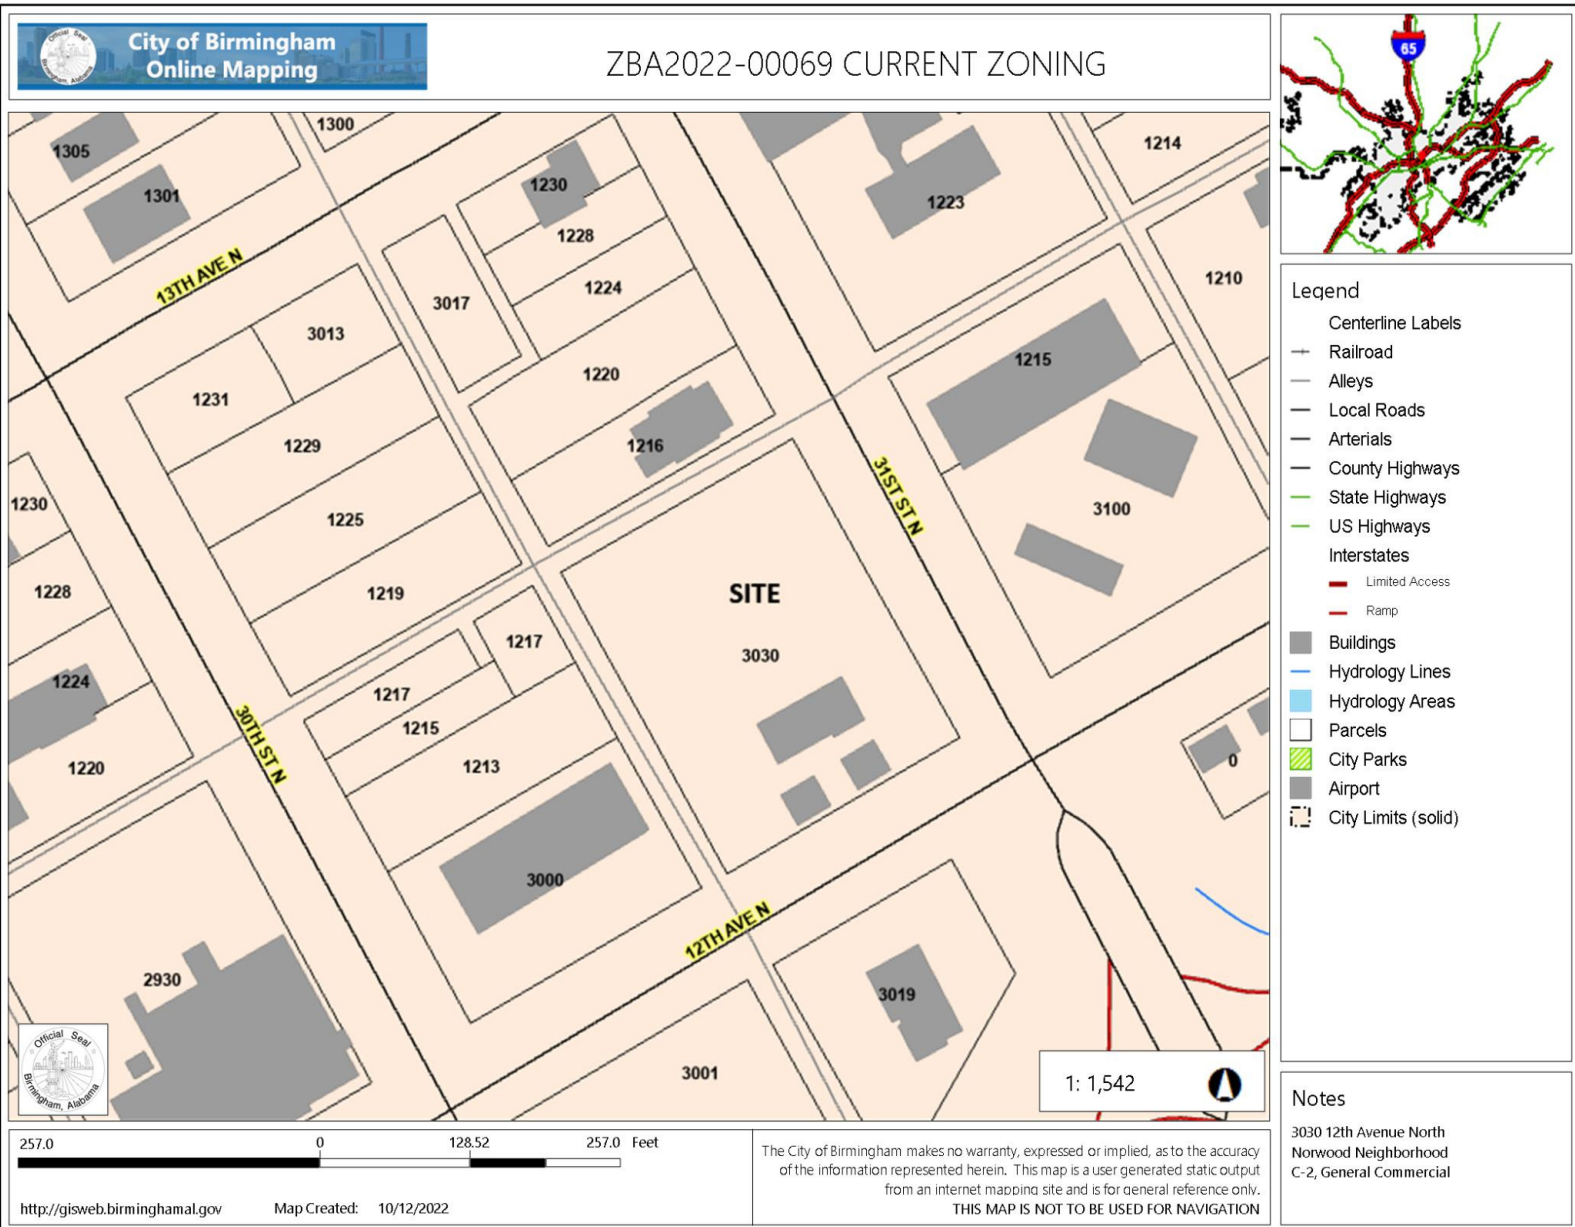 City of Birmingham
Online Mapping
ZBA2022-00069 CURRENT ZONING
65
1300
1305
1301
1230
1214
1223
1228
13TH AVE N
1224
3017
1210
3013
1220
1215
1231
1229
1216
31ST ST N
1230
1225
3100
1228
1219
SITE
1217
3030
1224
1217
1215
30TH ST N
1220
1213
0
3000
12TH AVE N
2930
3019
3001
Official Seal
Birmingham, Alabama
1: 1,542
Legend
Centerline Labels
Railroad
Alleys
Local Roads
Arterials
County Highways
State Highways
US Highways
Interstates
Limited Access
Ramp
Buildings
Hydrology Lines
Hydrology Areas
Parcels
City Parks
Airport
City Limits (solid)
Notes
3030 12th Avenue North
Norwood Neighborhood
C-2, General Commercial
257.0 0 128.52 257.0 Feet
http://gisweb.birminghamal.gov Map Created: 10/12/2022
The City of Birmingham makes no warranty, expressed or implied, as to the accuracy
of the information represented herein. This map is a user generated static output
from an internet mapping site and is for general reference only.
THIS MAP IS NOT TO BE USED FOR NAVIGATION